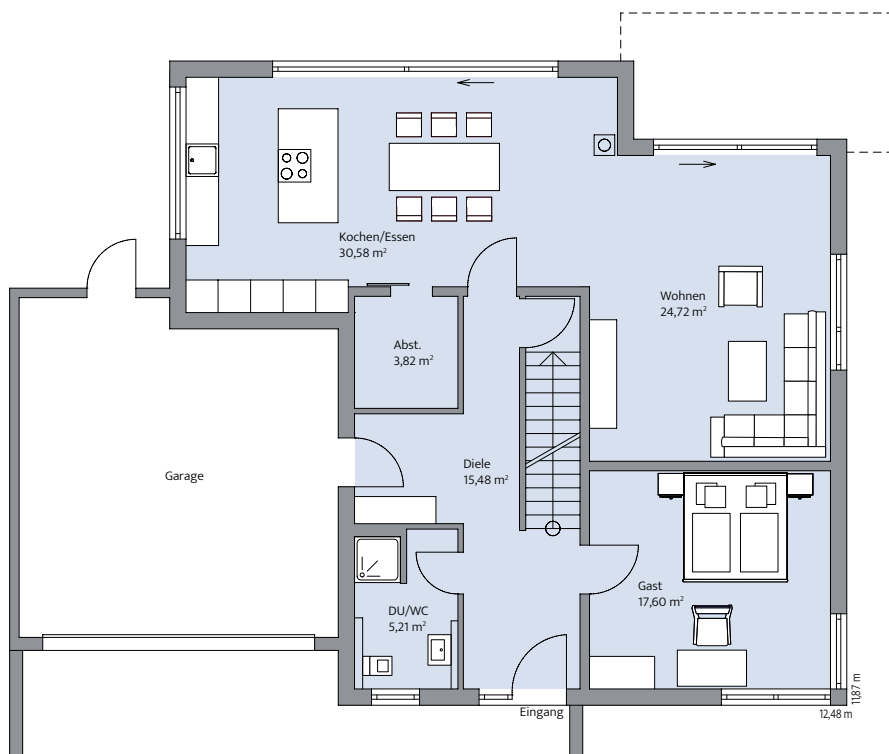 Kochen/Essen
30,58 m²
Wohnen
24,72 m²
Abst.
3,82 m²
Diele
15,48 m²
Garage
Gast
17,60 m²
DU/WC
5,21 m²
Eingang
12,48 m
11,87 m